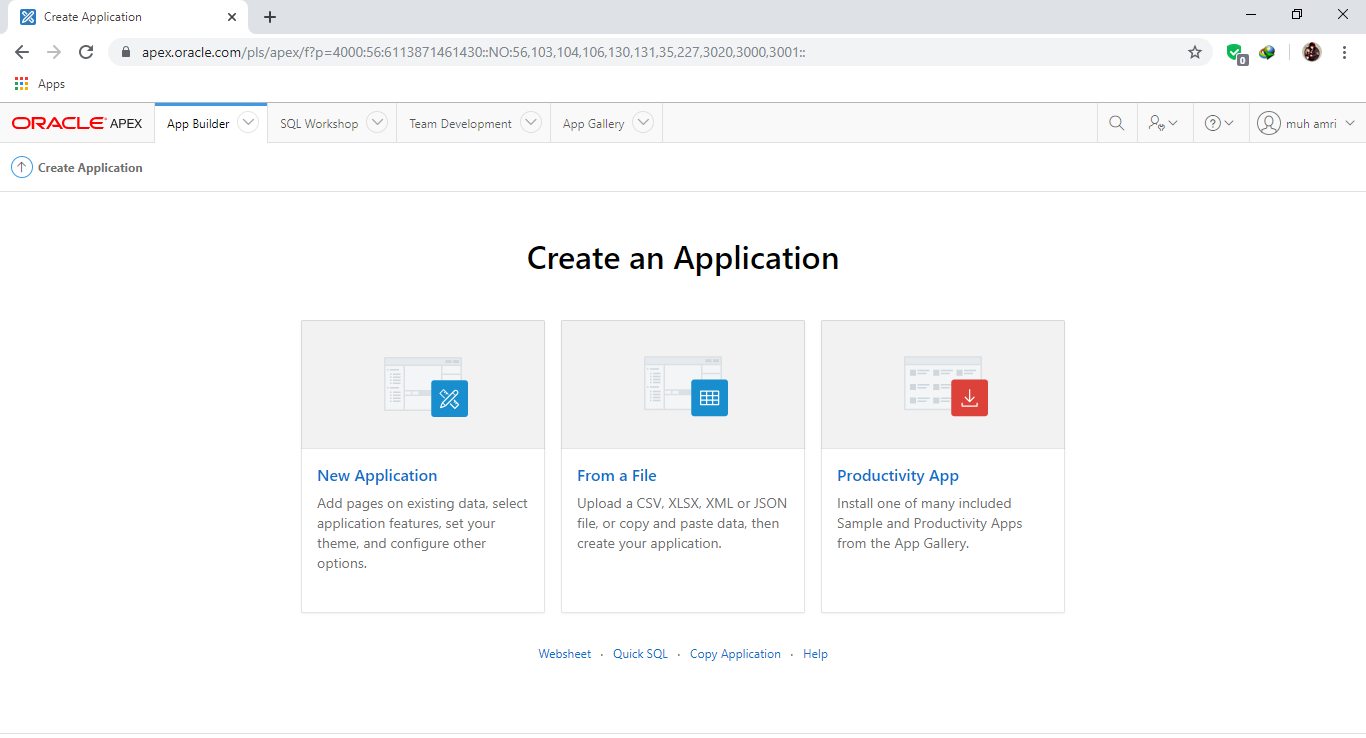 Create Application
apex.oracle.com/pls/apex/f?p=4000:56:6113871461430::NO:56,103,104,106,130,131,35,227,3020,3000,3001::
0
Apps
ORACLE APEX App Builder SQL Workshop Team Development App Gallery muh amri
Create Application
Create an Application
New Application
Add pages on existing data, select
application features, set your
theme, and configure other
options.
From a File
Upload a CSV, XLSX, XML or JSON
file, or copy and paste data, then
create your application.
Productivity App
Install one of many included
Sample and Productivity Apps
from the App Gallery.
Websheet · Quick SQL · Copy Application · Help